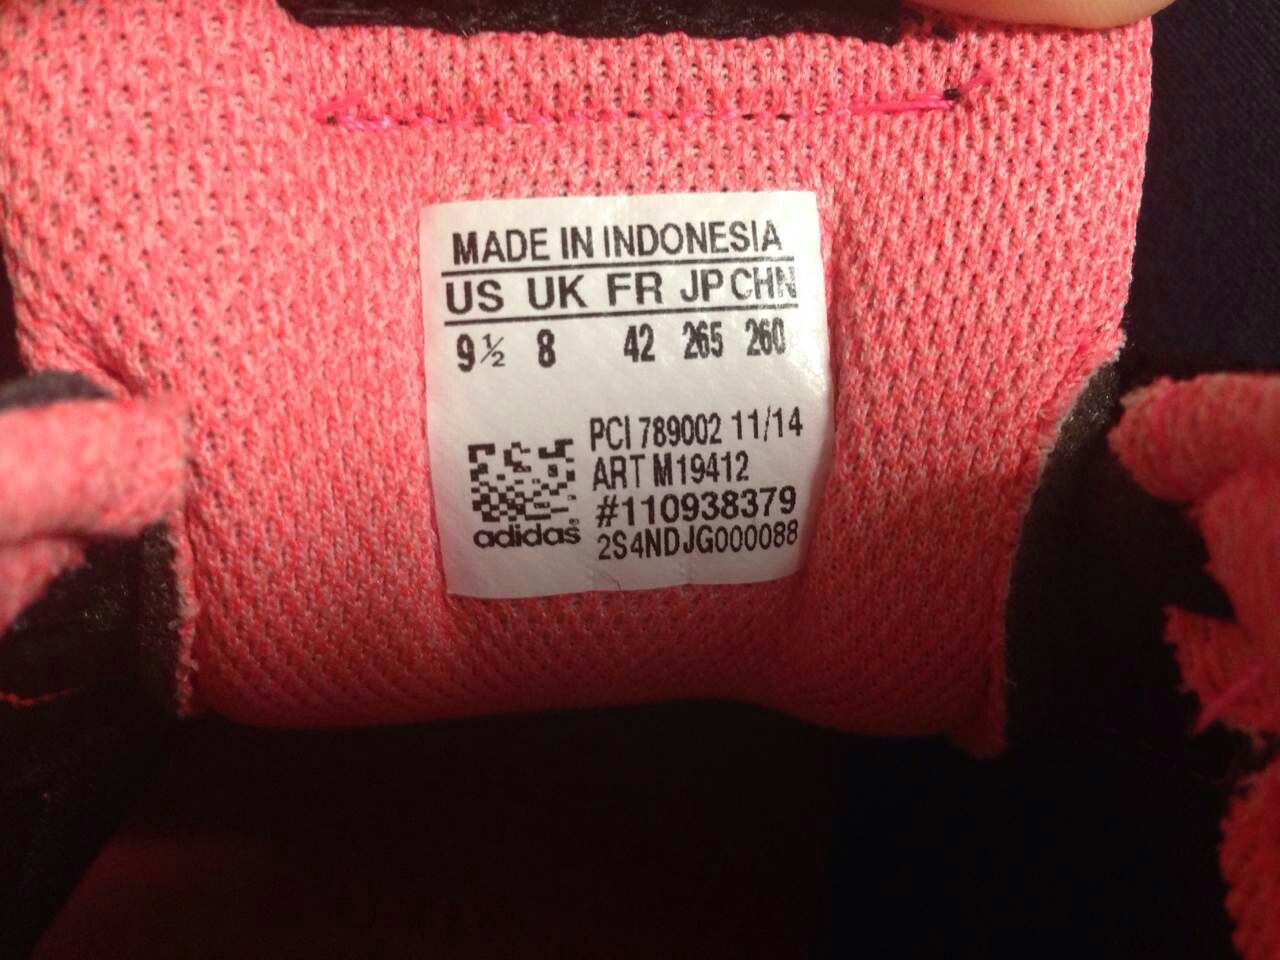 MADE IN INDONESIA
US UK FR JP CHN
9½ 8 42 265 260
PCI 789002 11/14
ART M19412
#110938379
adidas 2S4NDJG000088